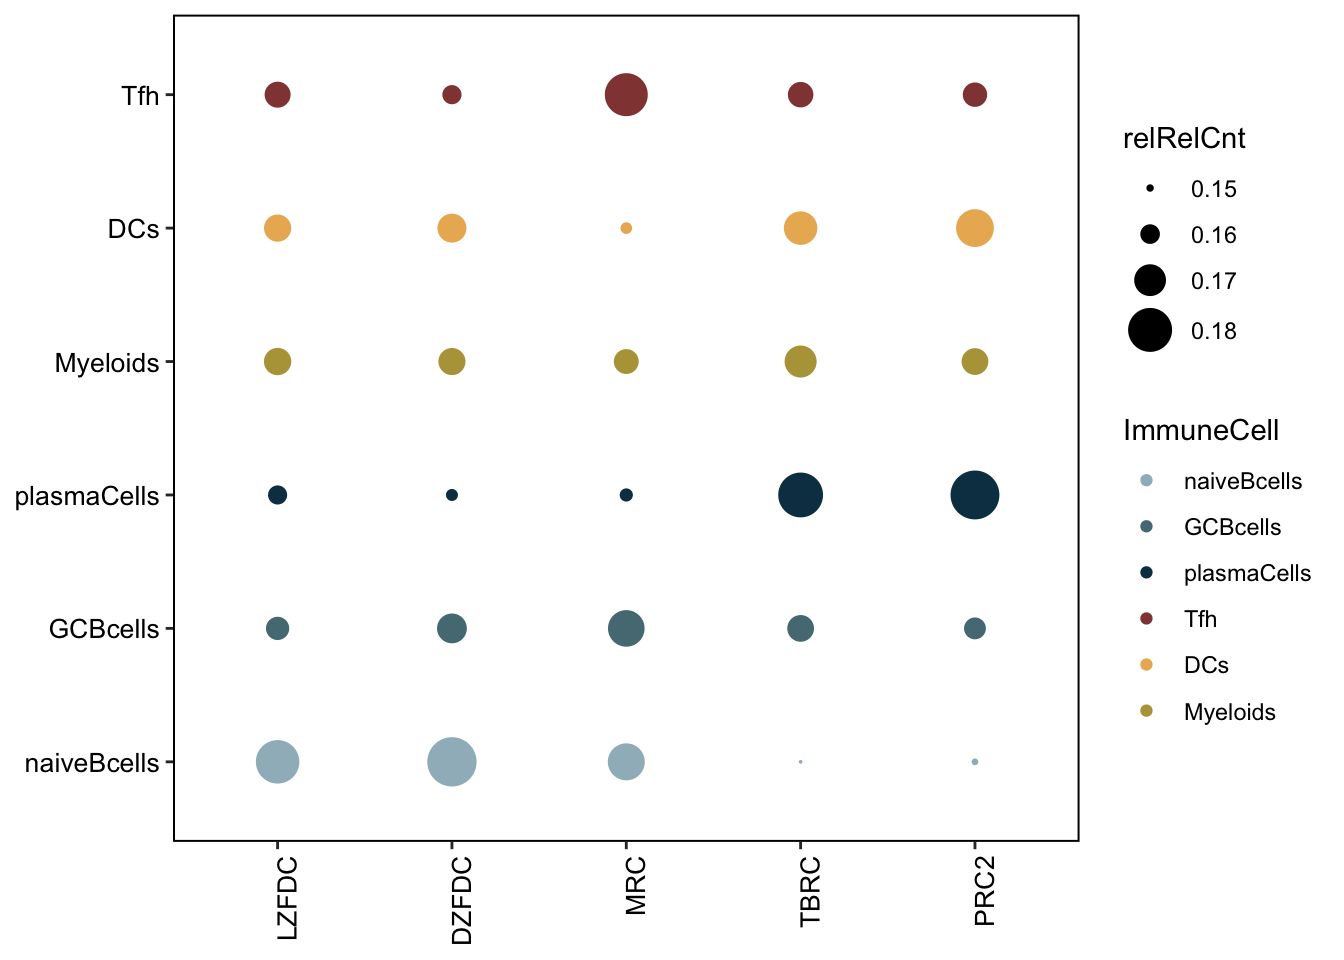 Tfh
DCs
Myeloids
plasmaCells
GCBcells
naiveBcells
LZFDC
DZFDC
MRC
TBRC
PRC2
relRelCnt
0.15
0.16
0.17
0.18
ImmuneCell
naiveBcells
GCBcells
plasmaCells
Tfh
DCs
Myeloids